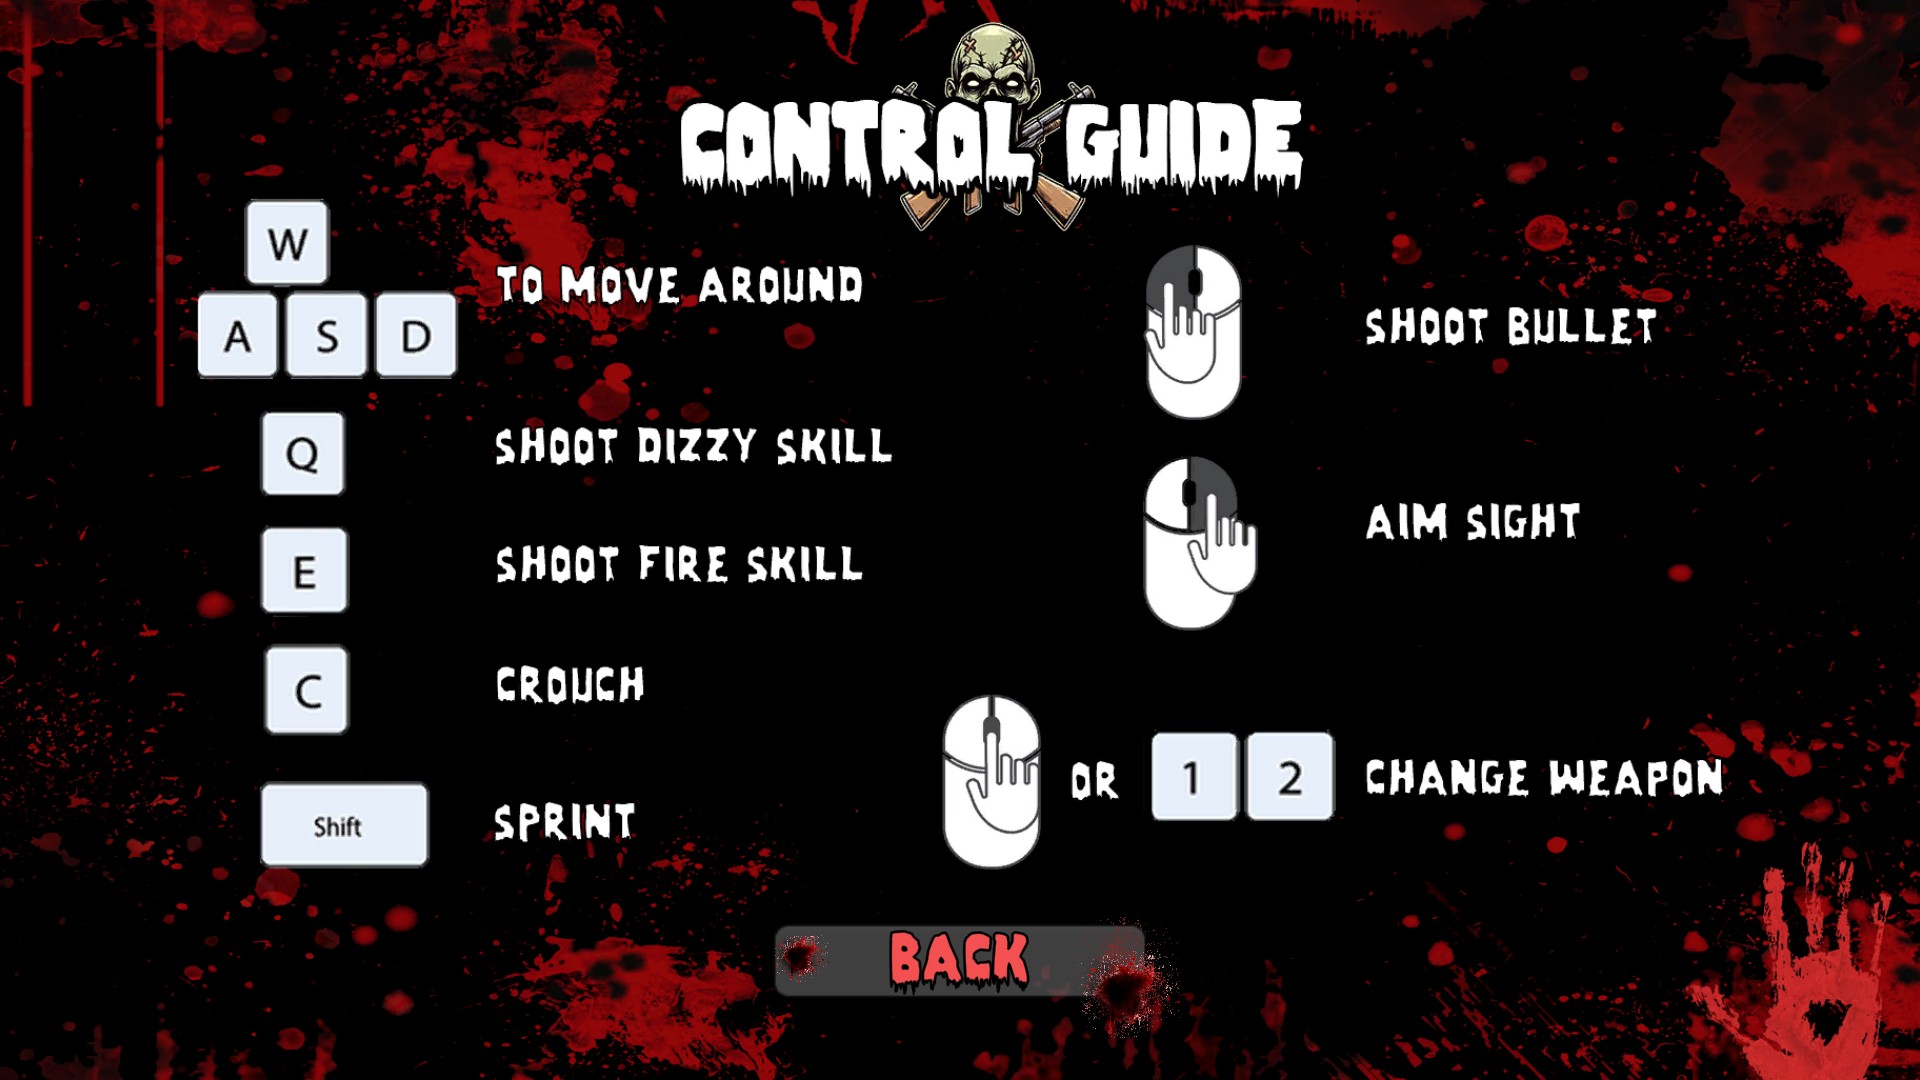 CONTROL GUIDE
W
A S D
TO MOVE AROUND
Q
SHOOT DIZZY SKILL
E
SHOOT FIRE SKILL
C
CROUCH
Shift
SPRINT
SHOOT BULLET
AIM SIGHT
OR 1 2 CHANGE WEAPON
BACK